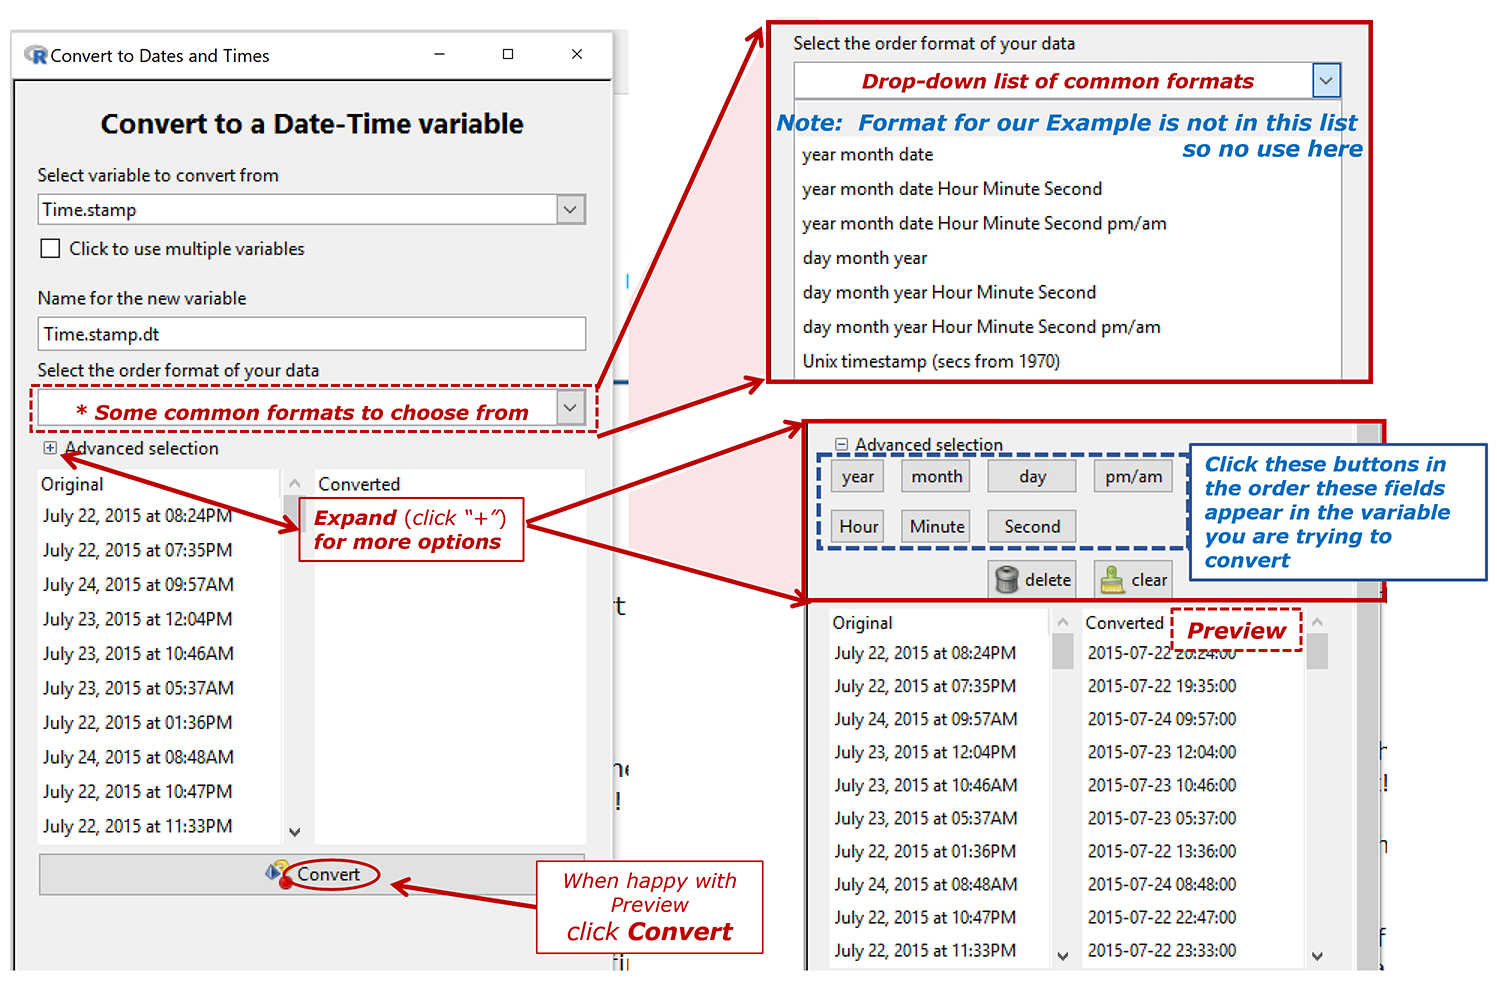 Convert to Dates and Times
Convert to a Date-Time variable
Select variable to convert from
Time.stamp
Click to use multiple variables
Name for the new variable
Time.stamp.dt
Select the order format of your data
* Some common formats to choose from
Advanced selection
Original
July 22, 2015 at 08:24PM
July 22, 2015 at 07:35PM
July 24, 2015 at 09:57AM
July 23, 2015 at 12:04PM
July 23, 2015 at 10:46AM
July 23, 2015 at 05:37AM
July 22, 2015 at 01:36PM
July 24, 2015 at 08:48AM
July 22, 2015 at 10:47PM
July 22, 2015 at 11:33PM
Converted
Expand (click “+”)
for more options
Convert
When happy with
Preview
click Convert
Select the order format of your data
Drop-down list of common formats
Note: Format for our Example is not in this list
so no use here
year month date
year month date Hour Minute Second
year month date Hour Minute Second pm/am
day month year
day month year Hour Minute Second
day month year Hour Minute Second pm/am
Unix timestamp (secs from 1970)
Advanced selection
year month day pm/am
Hour Minute Second
delete clear
Click these buttons in
the order these fields
appear in the variable
you are trying to
convert
Original
July 22, 2015 at 08:24PM
July 22, 2015 at 07:35PM
July 24, 2015 at 09:57AM
July 23, 2015 at 12:04PM
July 23, 2015 at 10:46AM
July 23, 2015 at 05:37AM
July 22, 2015 at 01:36PM
July 24, 2015 at 08:48AM
July 22, 2015 at 10:47PM
July 22, 2015 at 11:33PM
Converted
Preview
2015-07-22 20:24:00
2015-07-22 19:35:00
2015-07-24 09:57:00
2015-07-23 12:04:00
2015-07-23 10:46:00
2015-07-23 05:37:00
2015-07-22 13:36:00
2015-07-24 08:48:00
2015-07-22 22:47:00
2015-07-22 23:33:00